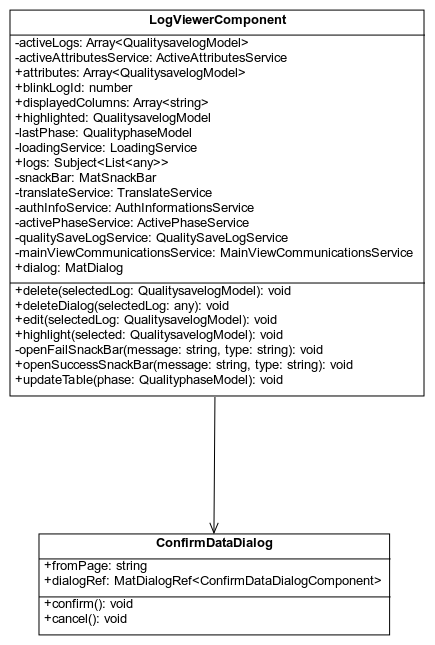 LogViewerComponent
-activeLogs: Array<QualitysavelogModel>
-activeAttributesService: ActiveAttributesService
+attributes: Array<QualitysavelogModel>
+blinkLogId: number
+displayedColumns: Array<string>
+highlighted: QualitysavelogModel
-lastPhase: QualityphaseModel
-loadingService: LoadingService
+logs: Subject<List<any>>
-snackBar: MatSnackBar
-translateService: TranslateService
-authInfoService: AuthInformationsService
-activePhaseService: ActivePhaseService
-qualitySaveLogService: QualitySaveLogService
-mainViewCommunicationsService: MainViewCommunicationsService
+dialog: MatDialog
+delete(selectedLog: QualitysavelogModel): void
+deleteDialog(selectedLog: any): void
+edit(selectedLog: QualitysavelogModel): void
+highlight(selected: QualitysavelogModel): void
-openFailSnackBar(message: string, type: string): void
+openSuccessSnackBar(message: string, type: string): void
+updateTable(phase: QualityphaseModel): void
ConfirmDataDialog
+fromPage: string
+dialogRef: MatDialogRef<ConfirmDataDialogComponent>
+confirm(): void
+cancel(): void